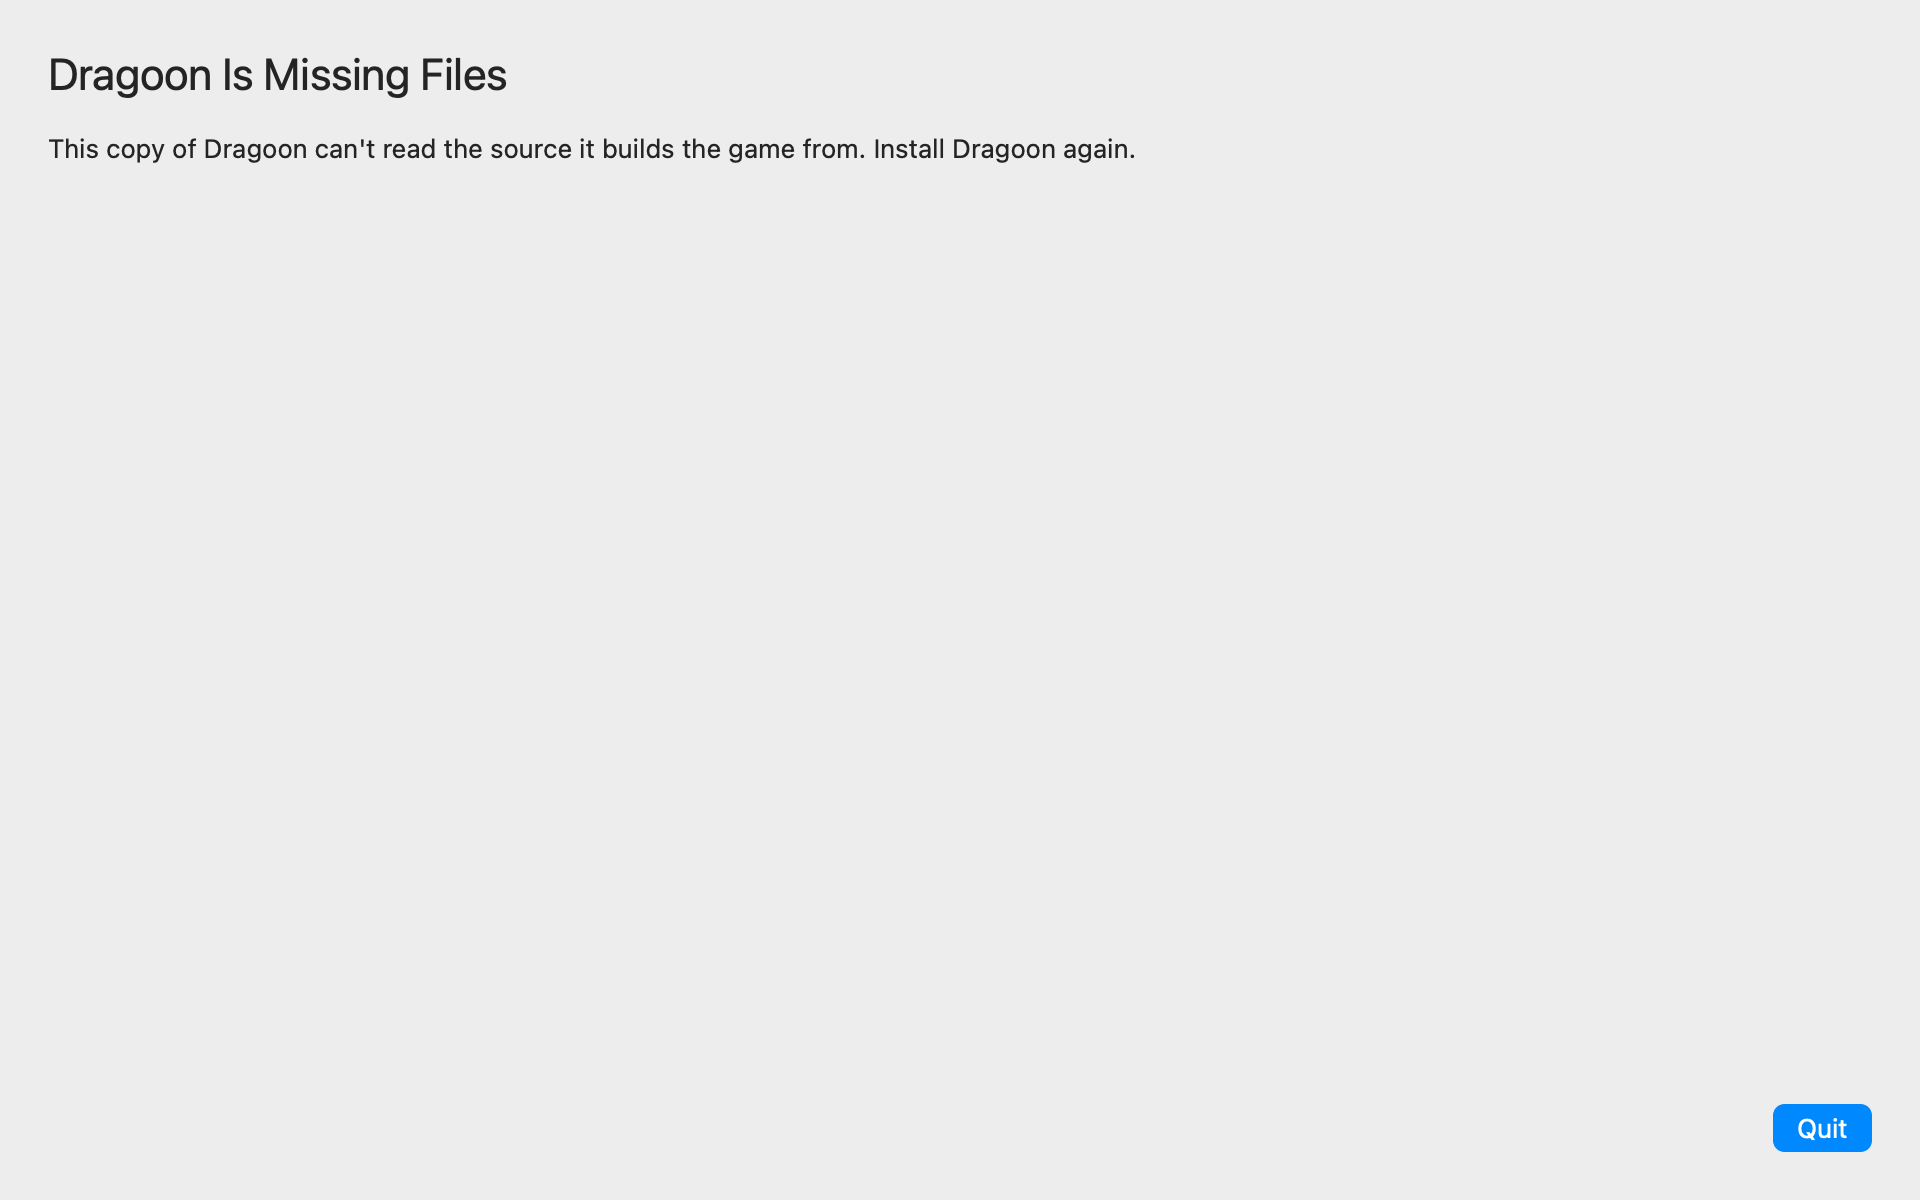 Dragoon Is Missing Files
This copy of Dragoon can't read the source it builds the game from. Install Dragoon again.
Quit